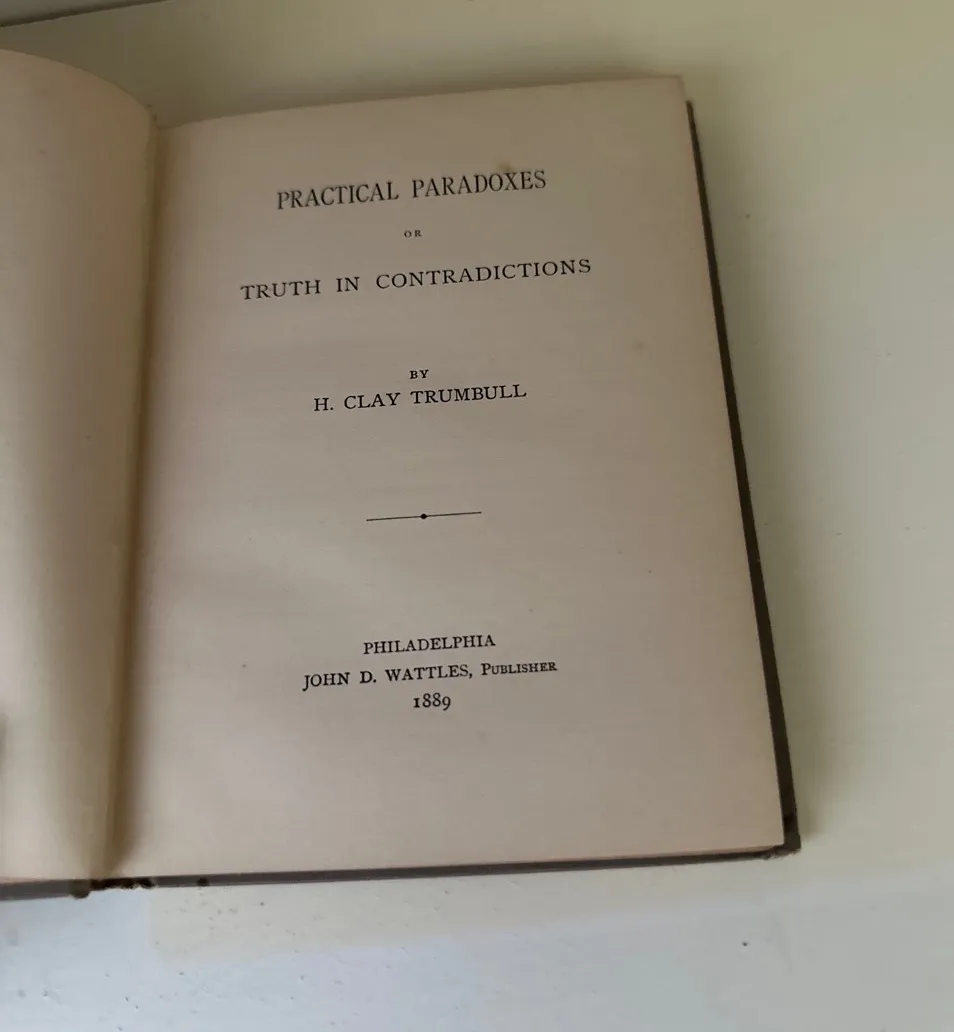 PRACTICAL PARADOXES
OR
TRUTH IN CONTRADICTIONS
BY
H. CLAY TRUMBULL
PHILADELPHIA
JOHN D. WATTLES, PUBLISHER
1889